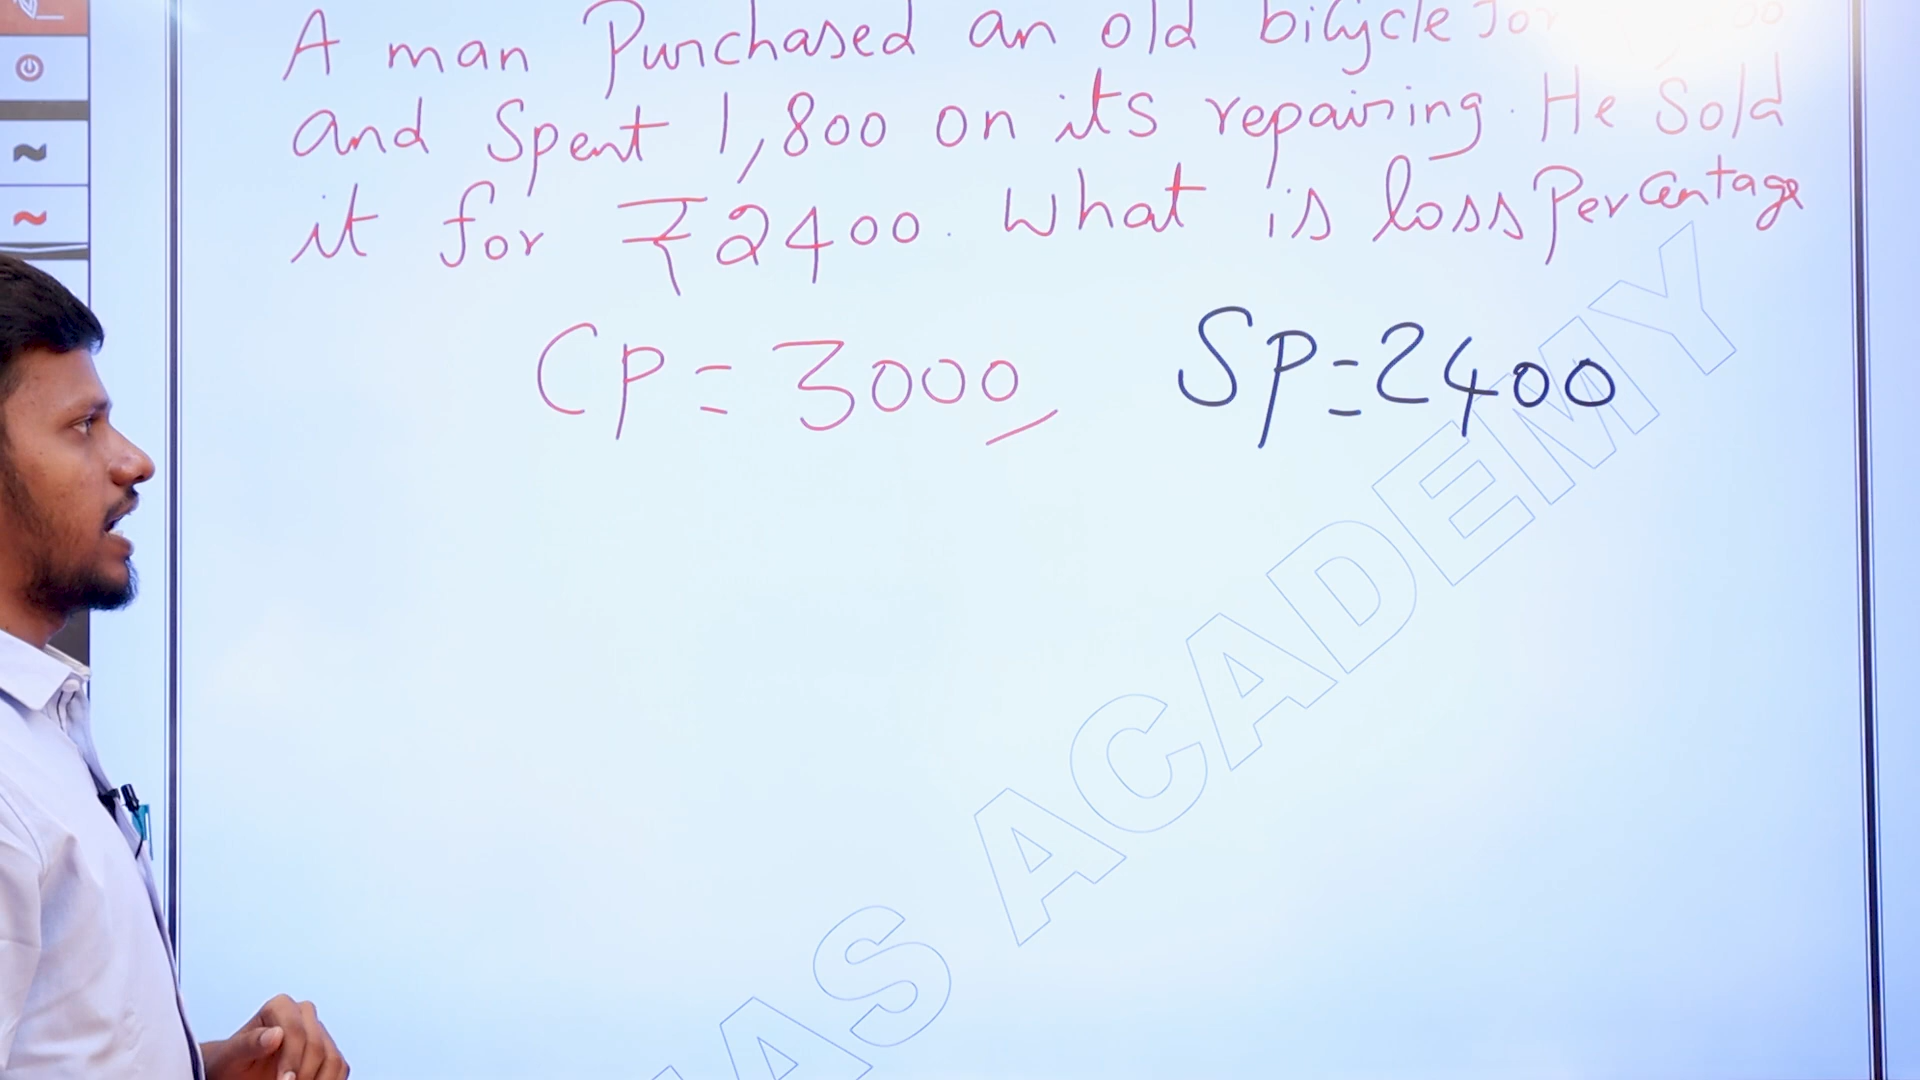 A man Purchased an old bicycle for
and Spent 1,800 on its repairing. He Sold
it for ₹2400. What is loss Percentage
CP = 3000 SP = 2400
IAS ACADEMY